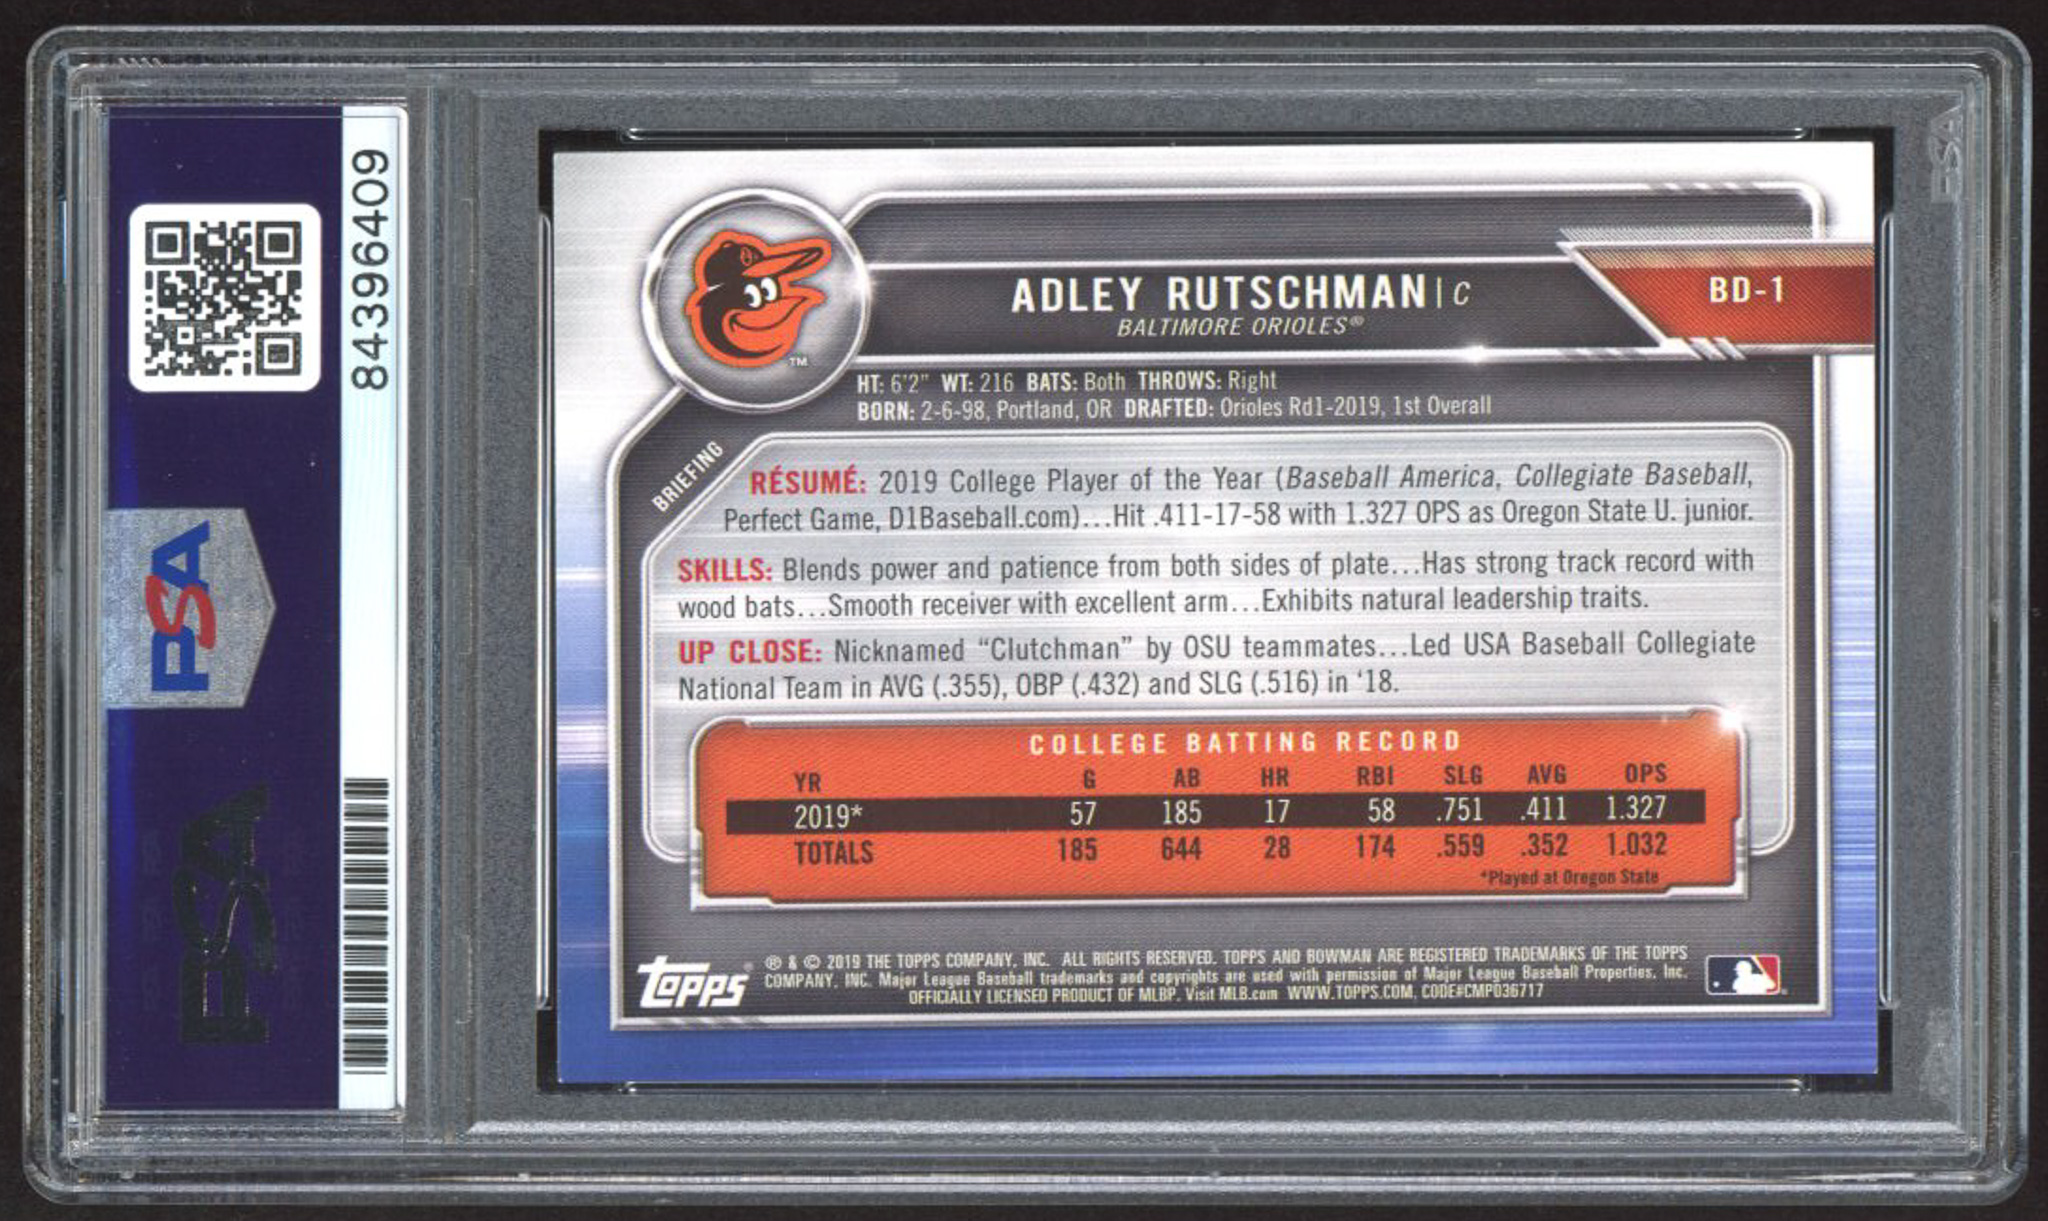 84396409
PSA
PSA
PSA
ADLEY RUTSCHMAN | C
BALTIMORE ORIOLES®
BD-1
TM
HT: 6'2" WT: 216 BATS: Both THROWS: Right
BORN: 2-6-98, Portland, OR DRAFTED: Orioles Rd1-2019, 1st Overall
BRIEFING
RÉSUMÉ: 2019 College Player of the Year (Baseball America, Collegiate Baseball,
Perfect Game, D1Baseball.com)...Hit .411-17-58 with 1.327 OPS as Oregon State U. junior.
SKILLS: Blends power and patience from both sides of plate...Has strong track record with
wood bats...Smooth receiver with excellent arm...Exhibits natural leadership traits.
UP CLOSE: Nicknamed “Clutchman” by OSU teammates...Led USA Baseball Collegiate
National Team in AVG (.355), OBP (.432) and SLG (.516) in ‘18.
COLLEGE BATTING RECORD
YR G AB HR RBI SLG AVG OPS
2019* 57 185 17 58 .751 .411 1.327
TOTALS 185 644 28 174 .559 .352 1.032
*Played at Oregon State
Topps
® & © 2019 THE TOPPS COMPANY, INC. ALL RIGHTS RESERVED. TOPPS AND BOWMAN ARE REGISTERED TRADEMARKS OF THE TOPPS
COMPANY, INC. Major League Baseball trademarks and copyrights are used with permission of Major League Baseball Properties, Inc.
OFFICIALLY LICENSED PRODUCT OF MLBP. Visit MLB.com WWW.TOPPS.COM, CODE#CMP036717